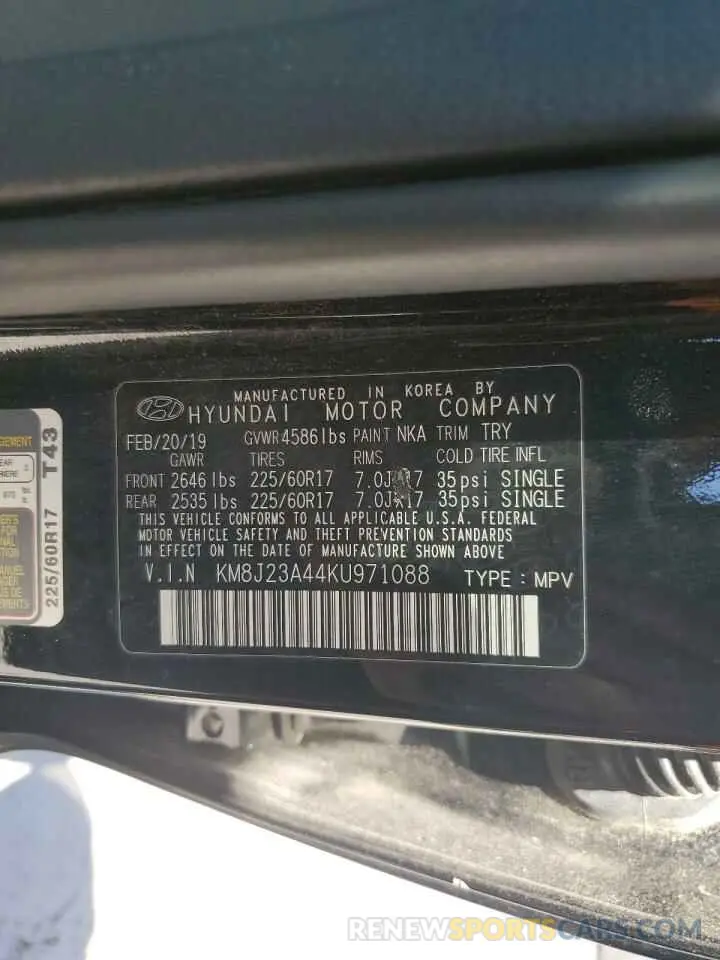 MANUFACTURED IN KOREA BY
HYUNDAI MOTOR COMPANY
FEB/20/19 GVWR 4586lbs PAINT NKA TRIM TRY
GAWR TIRES RIMS COLD TIRE INFL
FRONT 2646 lbs 225/60R17 35psi SINGLE
REAR 2535 lbs 225/60R17 35psi SINGLE
THIS VEHICLE CONFORMS TO ALL APPLICABLE U.S.A. FEDERAL
MOTOR VEHICLE SAFETY AND THEFT PREVENTION STANDARDS
IN EFFECT ON THE DATE OF MANUFACTURE SHOWN ABOVE
V.I.N KM8J23A44KU971088 TYPE : MPV
225/60R17 T43
RENEWSPORTSCARS.COM